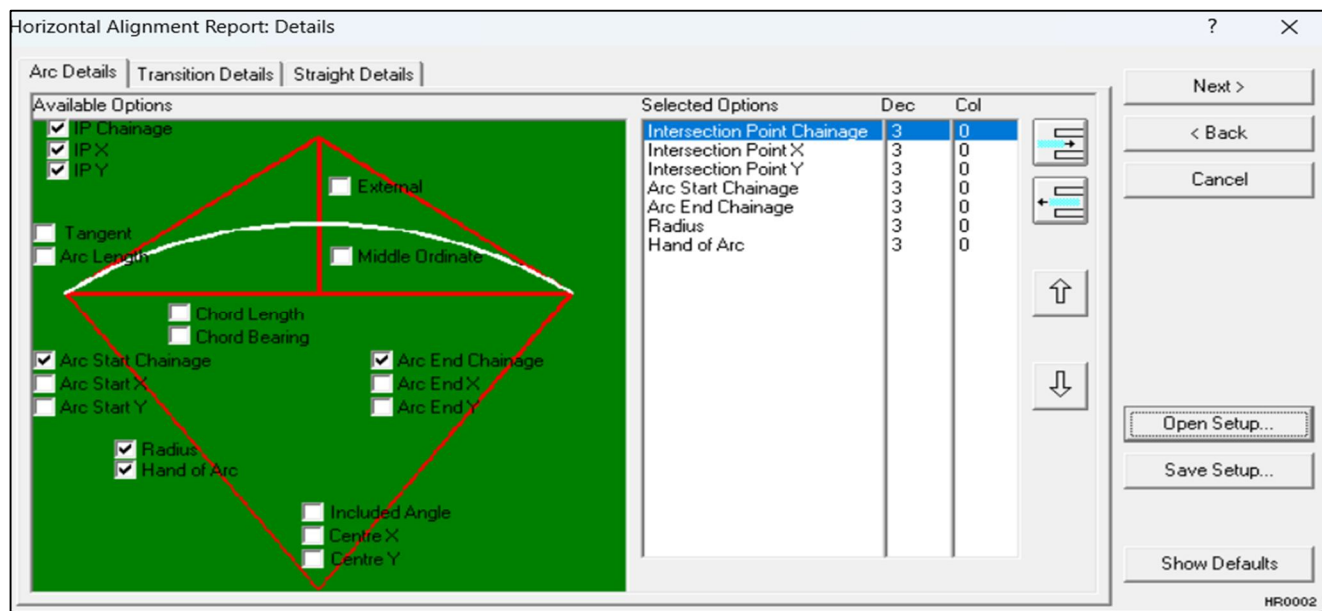 Horizontal Alignment Report: Details
?
Arc Details
Transition Details
Straight Details
Available Options
IP Chainage
IP X
IP Y
External
Tangent
Arc Length
Middle Ordinate
Chord Length
Chord Bearing
Arc Start Chainage
Arc End Chainage
Arc Start X
Arc End X
Arc Start Y
Arc End Y
Radius
Hand of Arc
Included Angle
Centre X
Centre Y
Selected Options Dec Col
Intersection Point Chainage 3 0
Intersection Point X 3 0
Intersection Point Y 3 0
Arc Start Chainage 3 0
Arc End Chainage 3 0
Radius 3 0
Hand of Arc 3 0
Next >
< Back
Cancel
Open Setup...
Save Setup...
Show Defaults
HR0002